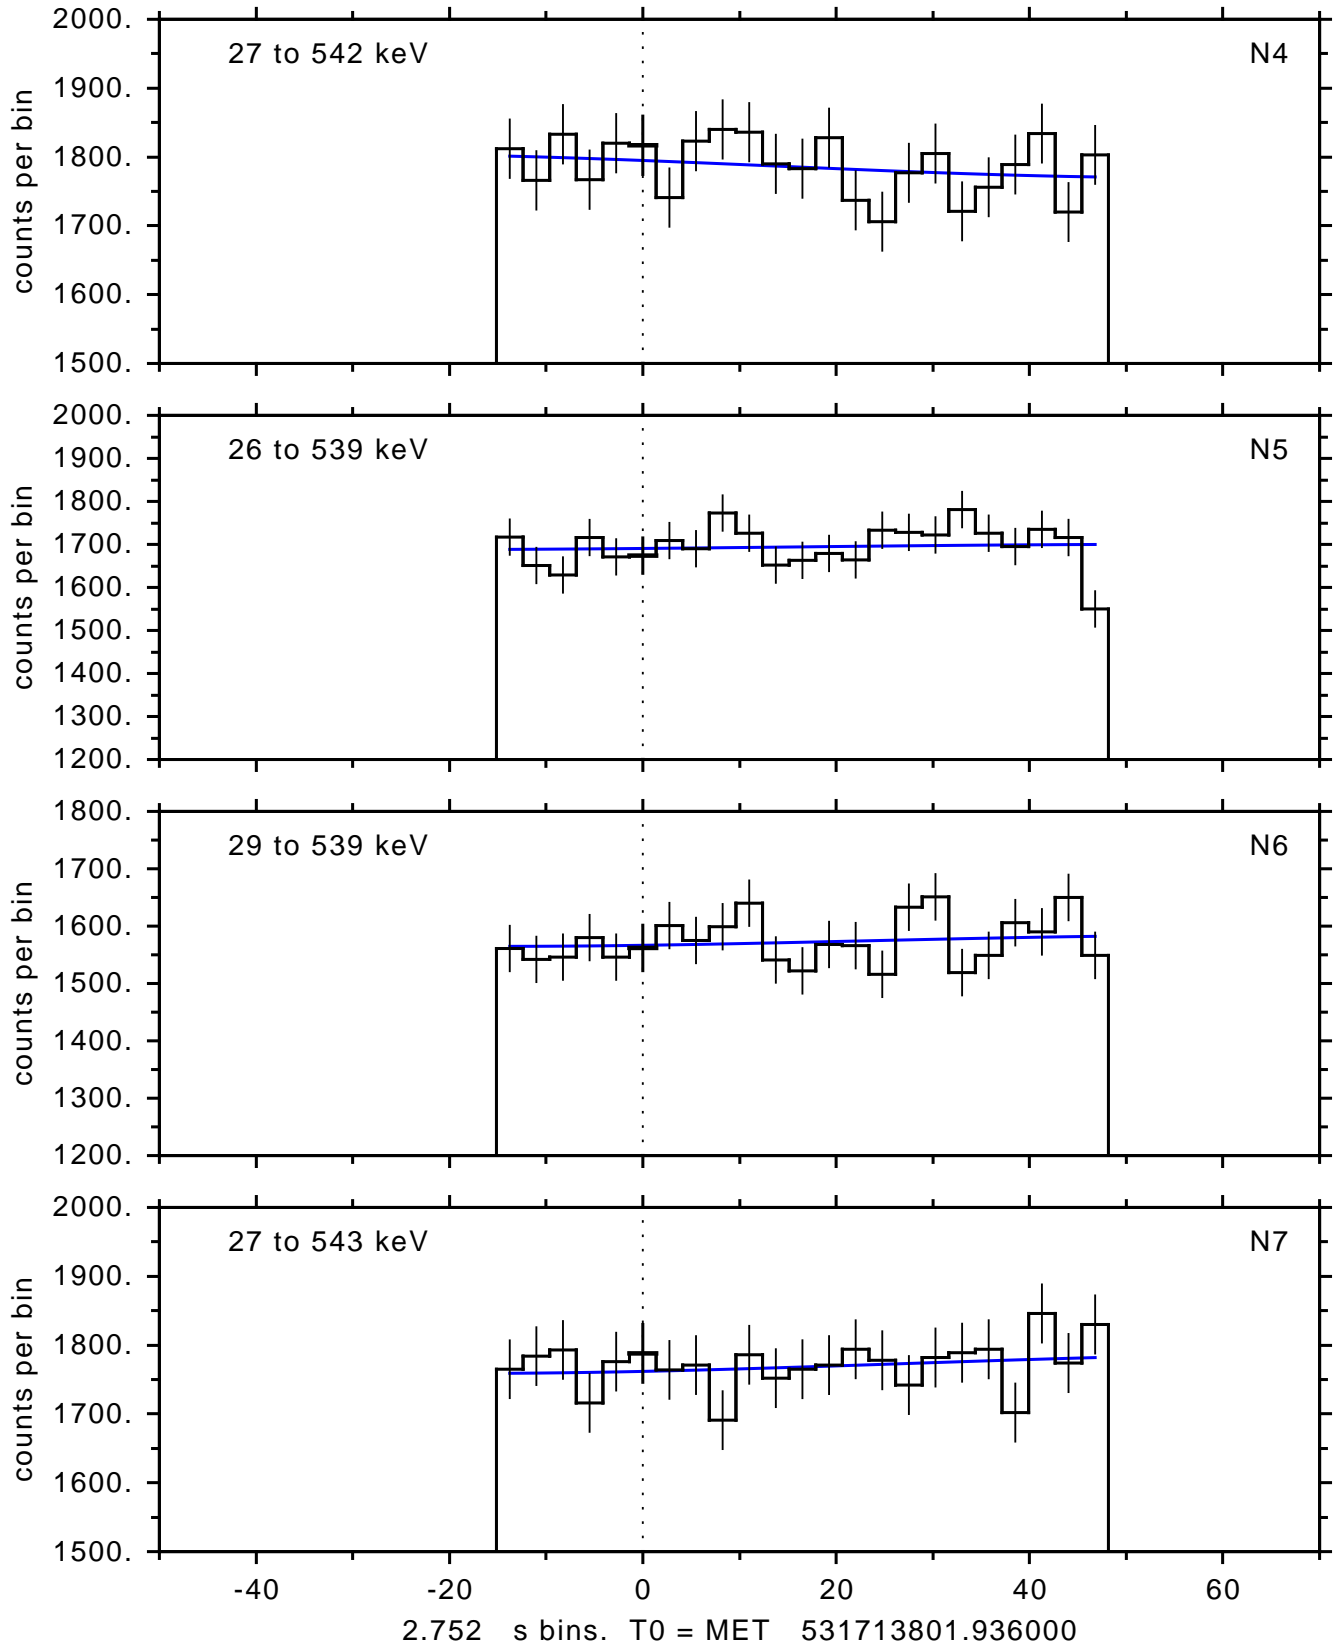 27 to 542 keV N4
counts per bin
2000.
1900.
1800.
1700.
1600.
1500.
26 to 539 keV N5
counts per bin
2000.
1900.
1800.
1700.
1600.
1500.
1400.
1300.
1200.
29 to 539 keV N6
counts per bin
1800.
1700.
1600.
1500.
1400.
1300.
1200.
27 to 543 keV N7
counts per bin
2000.
1900.
1800.
1700.
1600.
1500.
-40 -20 0 20 40 60
2.752 s bins. T0 = MET 531713801.936000